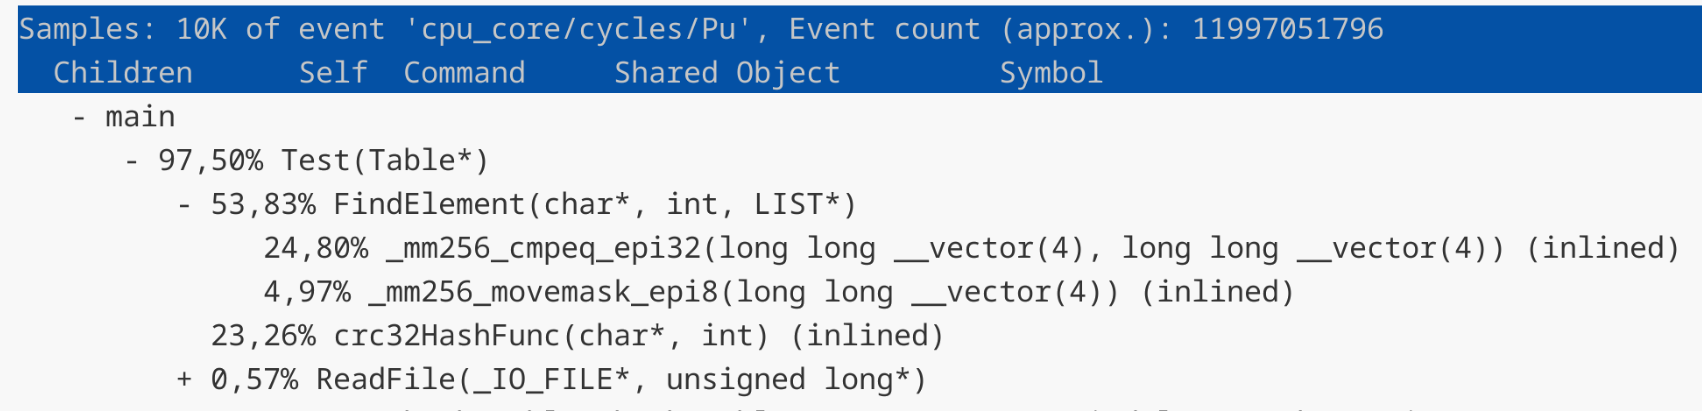 Samples: 10K of event 'cpu_core/cycles/Pu', Event count (approx.): 11997051796
Children Self Command Shared Object Symbol
- main
- 97,50% Test(Table*)
- 53,83% FindElement(char*, int, LIST*)
24,80% _mm256_cmpeq_epi32(long long __vector(4), long long __vector(4)) (inlined)
4,97% _mm256_movemask_epi8(long long __vector(4)) (inlined)
23,26% crc32HashFunc(char*, int) (inlined)
+ 0,57% ReadFile(_IO_FILE*, unsigned long*)